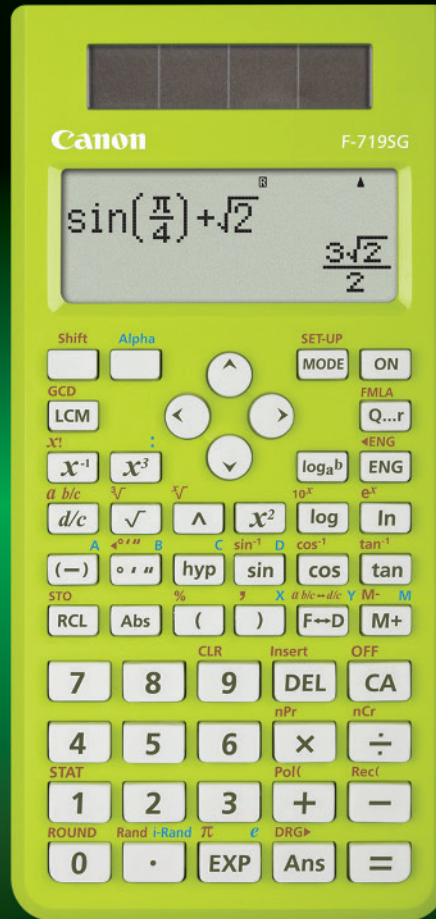 Canon F-719SG
R ▲
sin(π/4)+√2
3√2/2
Shift Alpha SET-UP
MODE ON
GCD FMLA
LCM Q...r
x! : ◀ENG
x⁻¹ x³ logₐb ENG
a b/c ³√ ˣ√ 10ˣ eˣ
d/c √ ∧ x² log ln
A ◀°'" B C sin⁻¹ D cos⁻¹ tan⁻¹
(−) °'" hyp sin cos tan
STO % , X a b/c↔d/c Y M- M
RCL Abs ( ) F↔D M+
CLR Insert OFF
7 8 9 DEL CA
nPr nCr
4 5 6 × ÷
STAT Pol( Rec(
1 2 3 + −
ROUND Rand i-Rand π e DRG▶
0 · EXP Ans =